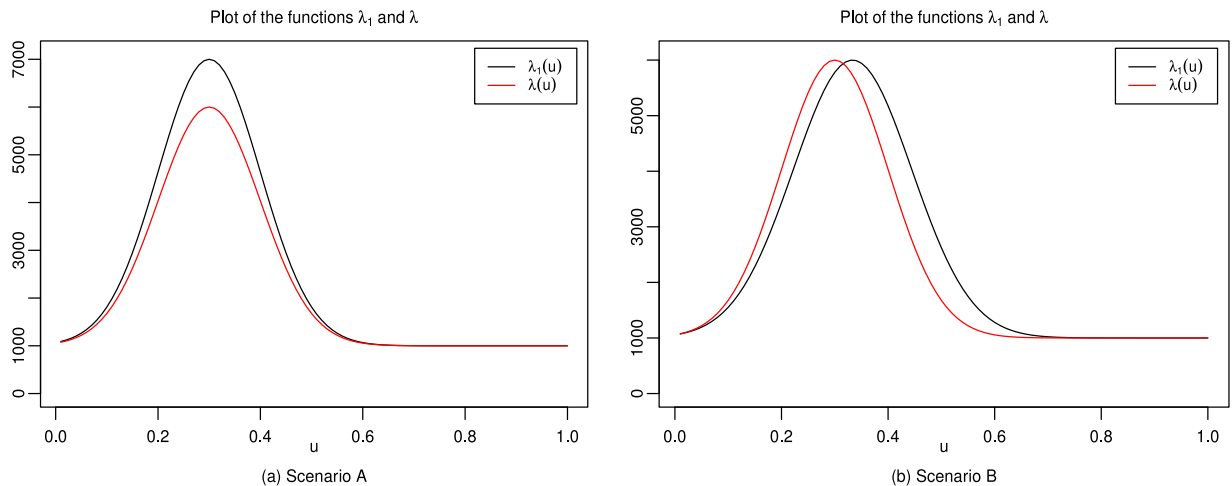 Plot of the functions λ₁ and λ
7000
5000
3000
1000
0
λ₁(u)
λ(u)
0.0 0.2 0.4 0.6 0.8 1.0
u
(a) Scenario A
Plot of the functions λ₁ and λ
5000
3000
1000
0
λ₁(u)
λ(u)
0.0 0.2 0.4 0.6 0.8 1.0
u
(b) Scenario B